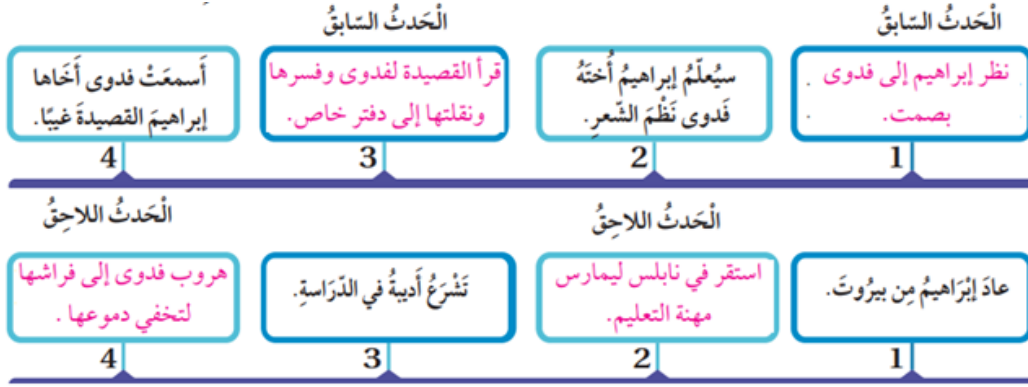 الْحَدثُ السّابقُ
الْحَدثُ السّابقُ
نظر إبراهيم إلى فدوى
بصمت.
سيُعلّمُ إبراهيمُ أُختَهُ
فَدوى نَظْمَ الشّعرِ.
قرأ القصيدة لفدوى وفسرها
ونقلتها إلى دفتر خاص.
أَسمعَتْ فدوى أَخَاها
إبراهيمَ القصيدةَ غيبًا.
1
2
3
4
الْحَدثُ اللاحِقُ
الْحَدثُ اللاحِقُ
عادَ إبْرَاهيمُ مِن بيرُوتَ.
استقر في نابلس ليمارس
مهنة التعليم.
تَشْرَعُ أَديبةُ في الدّرَاسةِ.
هروب فدوى إلى فراشها
لتخفي دموعها .
1
2
3
4